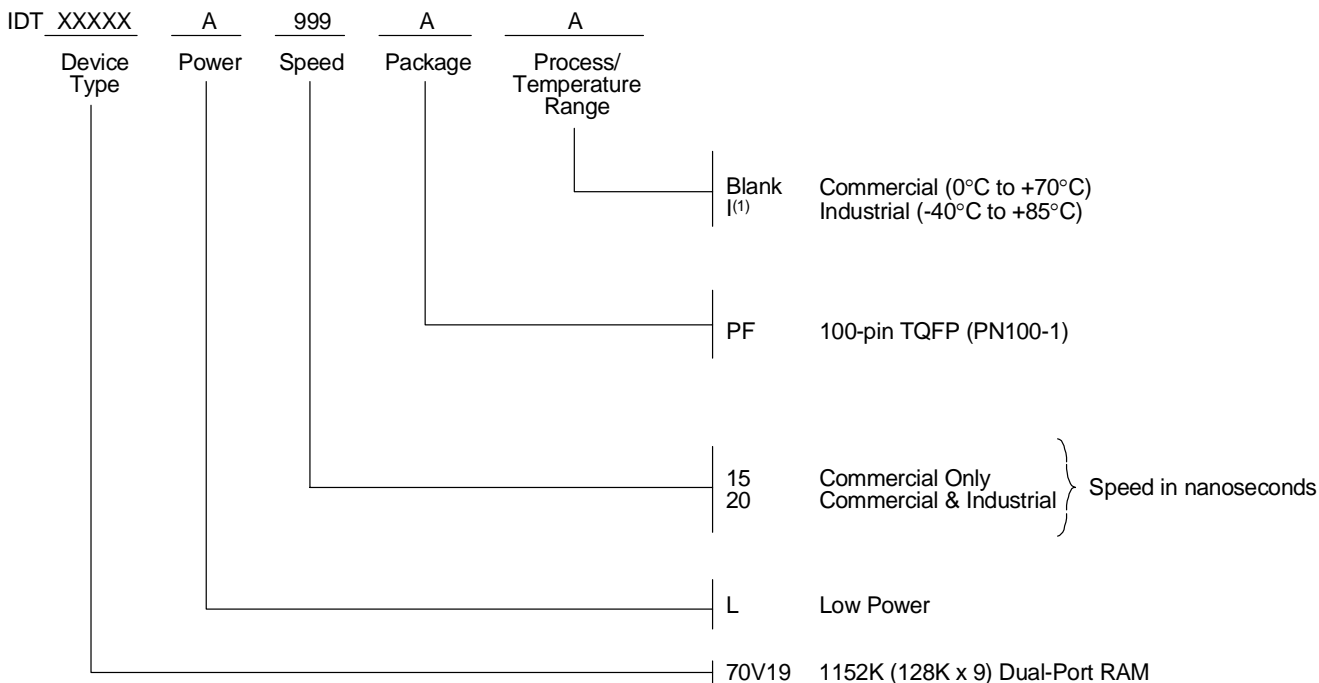 IDT XXXXX A 999 A A
Device Type
Power
Speed
Package
Process/
Temperature
Range
Blank Commercial (0°C to +70°C)
I(1) Industrial (-40°C to +85°C)
PF 100-pin TQFP (PN100-1)
15 Commercial Only
20 Commercial & Industrial
Speed in nanoseconds
L Low Power
70V19 1152K (128K x 9) Dual-Port RAM